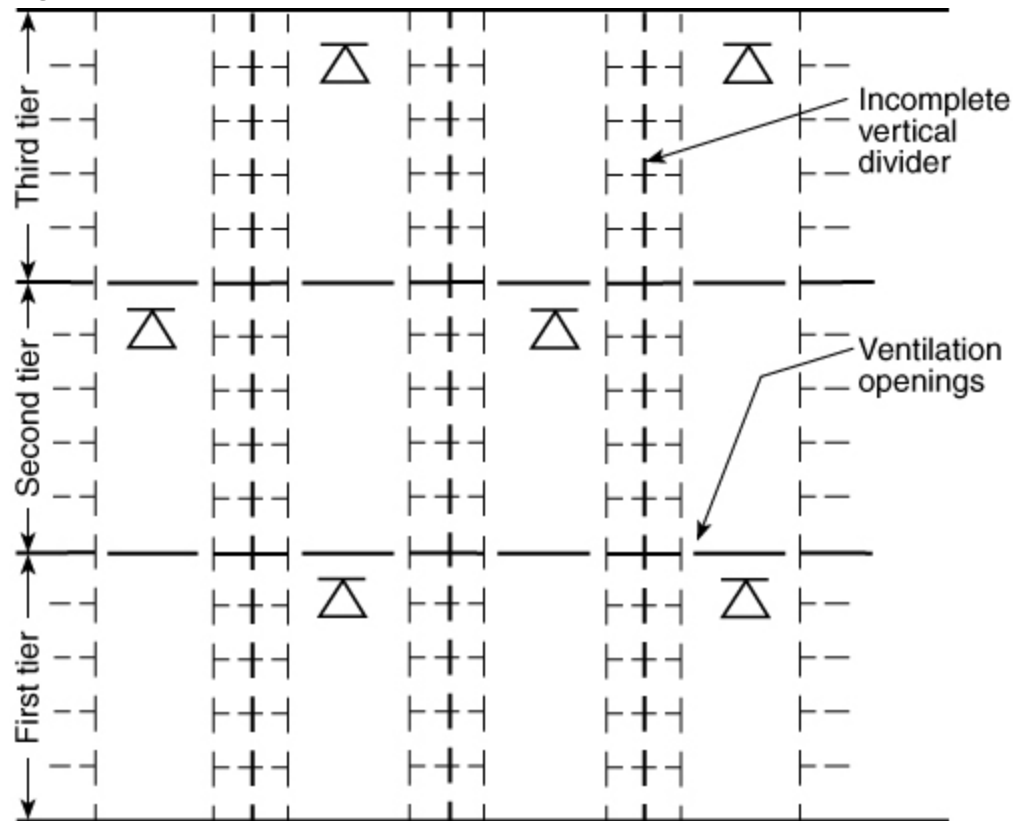 Third tier
Incomplete
vertical
divider
Second tier
Ventilation
openings
First tier